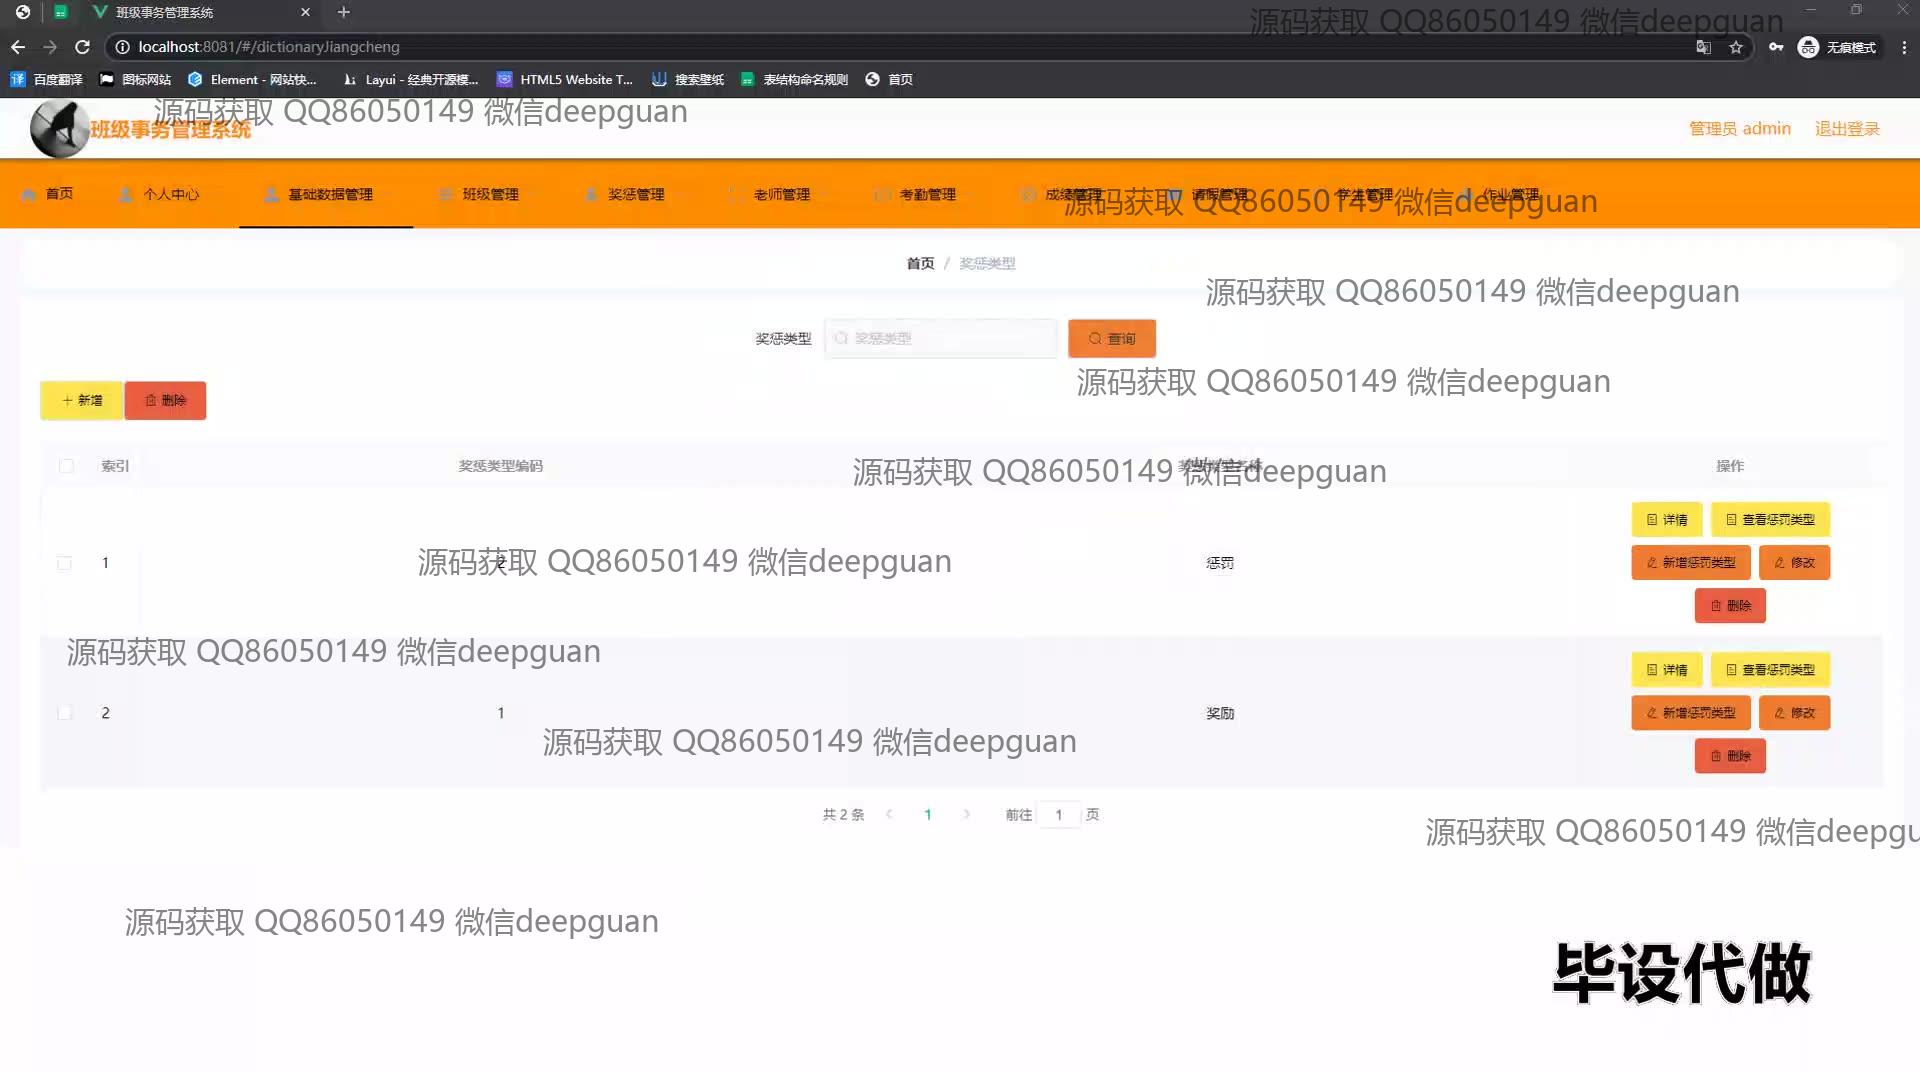 班级事务管理系统
源码获取 QQ86050149 微信deepguan
localhost:8081/#/dictionaryJiangcheng
无痕模式
百度翻译 图标网站 Element - 网站快... Layui - 经典开源模... HTML5 Website T... 搜索壁纸 表结构命名规则 首页
源码获取 QQ86050149 微信deepguan
班级事务管理系统
管理员 admin 退出登录
首页 个人中心 基础数据管理 班级管理 奖惩管理 老师管理 考勤管理 成绩管理 请假管理 学生管理 作业管理
源码获取 QQ86050149 微信deepguan
首页 / 奖惩类型
源码获取 QQ86050149 微信deepguan
奖惩类型 奖惩类型 查询
源码获取 QQ86050149 微信deepguan
新增 删除
索引 奖惩类型编码 奖惩类型名称 操作
源码获取 QQ86050149 微信deepguan
详情 查看惩罚类型
1 2 惩罚 新增惩罚类型 修改
源码获取 QQ86050149 微信deepguan
删除
源码获取 QQ86050149 微信deepguan
详情 查看惩罚类型
2 1 奖励 新增惩罚类型 修改
源码获取 QQ86050149 微信deepguan
删除
共 2 条 1 前往 1 页
源码获取 QQ86050149 微信deepgu
源码获取 QQ86050149 微信deepguan
毕设代做